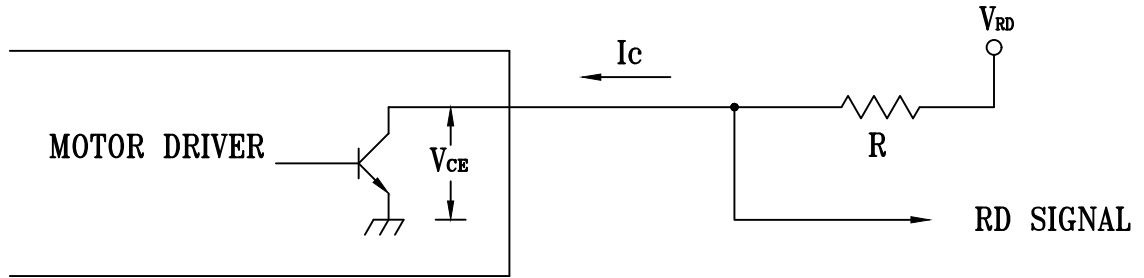 V_RD
Ic
MOTOR DRIVER
V_CE
R
RD SIGNAL